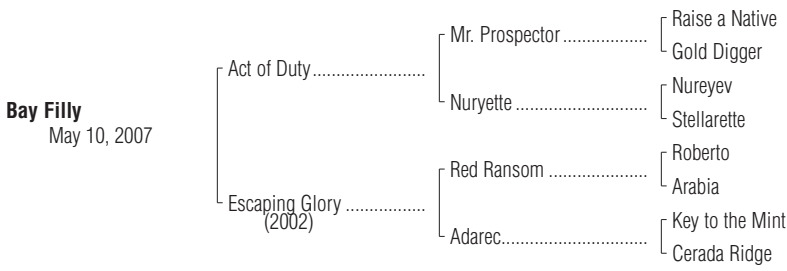 Raise a Native
Mr. Prospector...................
Gold Digger
Act of Duty........................
Nureyev
Nuryette ............................
Stellarette
Bay Filly
May 10, 2007
Roberto
Red Ransom .....................
Arabia
Escaping Glory .................
(2002)
Key to the Mint
Adarec...............................
Cerada Ridge